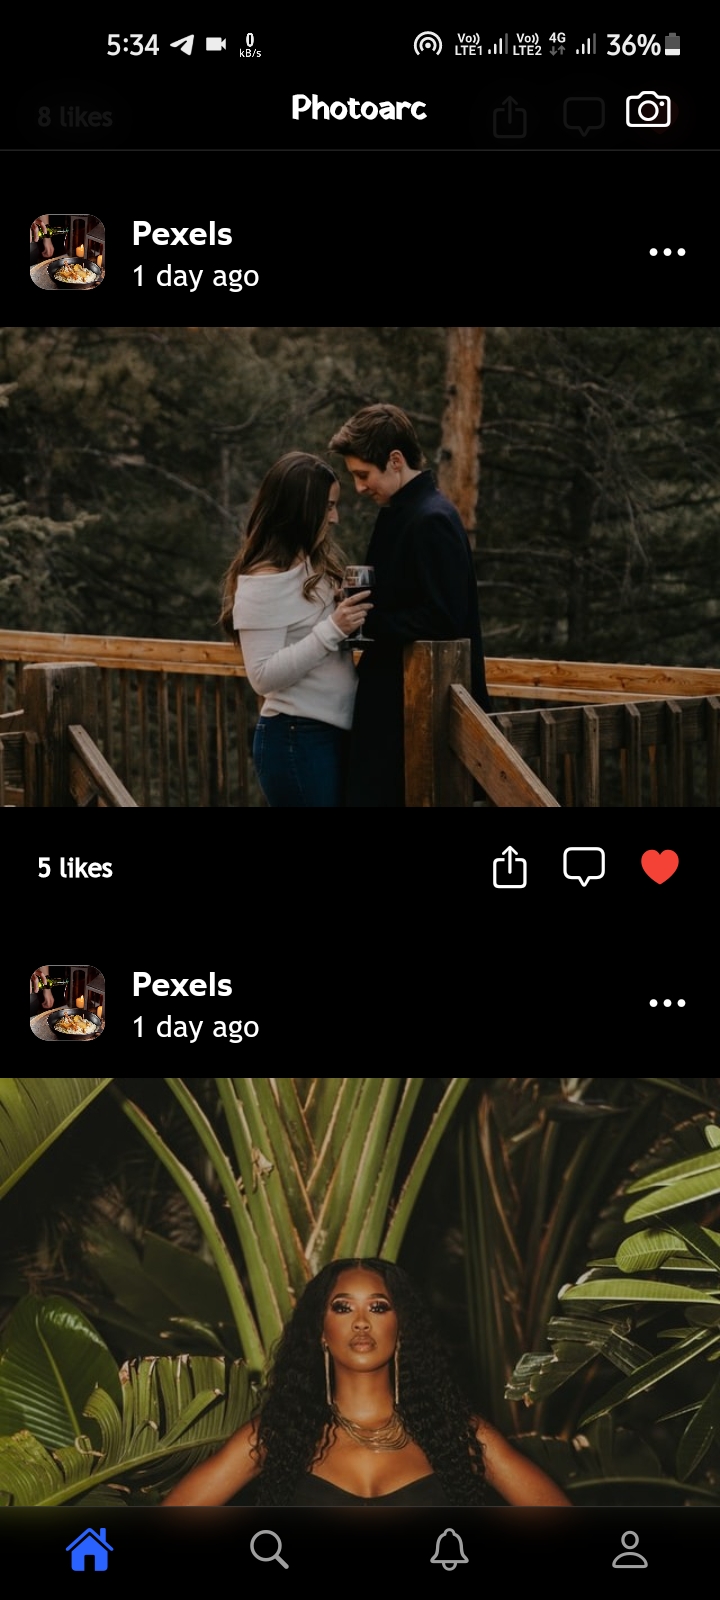 5:34
0
kB/s
Vo)) LTE1
Vo)) LTE2
4G
36%
8 likes
Photoarc
Pexels
1 day ago
5 likes
Pexels
1 day ago